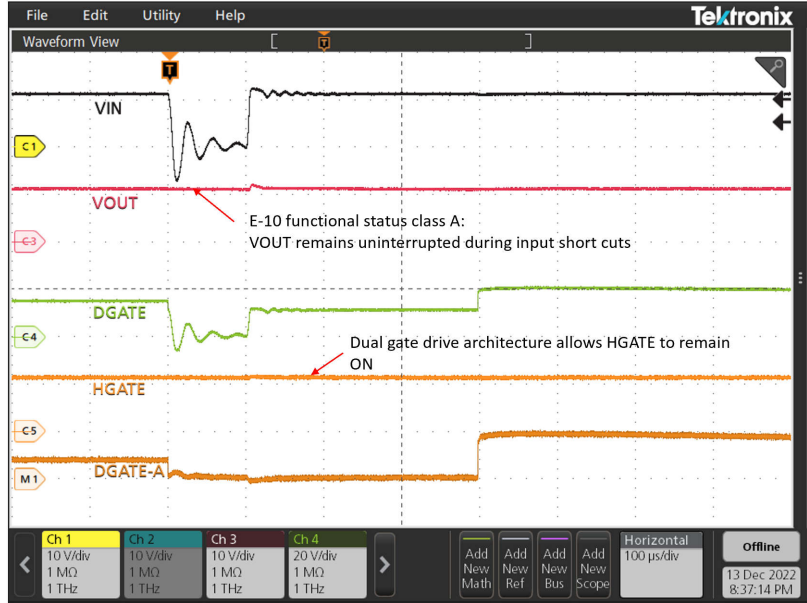 File Edit Utility Help
Tektronix
Waveform View
T
T
VIN
C1
VOUT
E-10 functional status class A:
VOUT remains uninterrupted during input short cuts
C3
DGATE
C4
Dual gate drive architecture allows HGATE to remain
ON
HGATE
C5
DGATE-A
M1
Ch 1
10 V/div
1 MΩ
1 THz
Ch 2
10 V/div
1 MΩ
1 THz
Ch 3
10 V/div
1 MΩ
1 THz
Ch 4
20 V/div
1 MΩ
1 THz
Add
New
Math
Add
New
Ref
Add
New
Bus
Add
New
Scope
Horizontal
100 µs/div
Offline
13 Dec 2022
8:37:14 PM